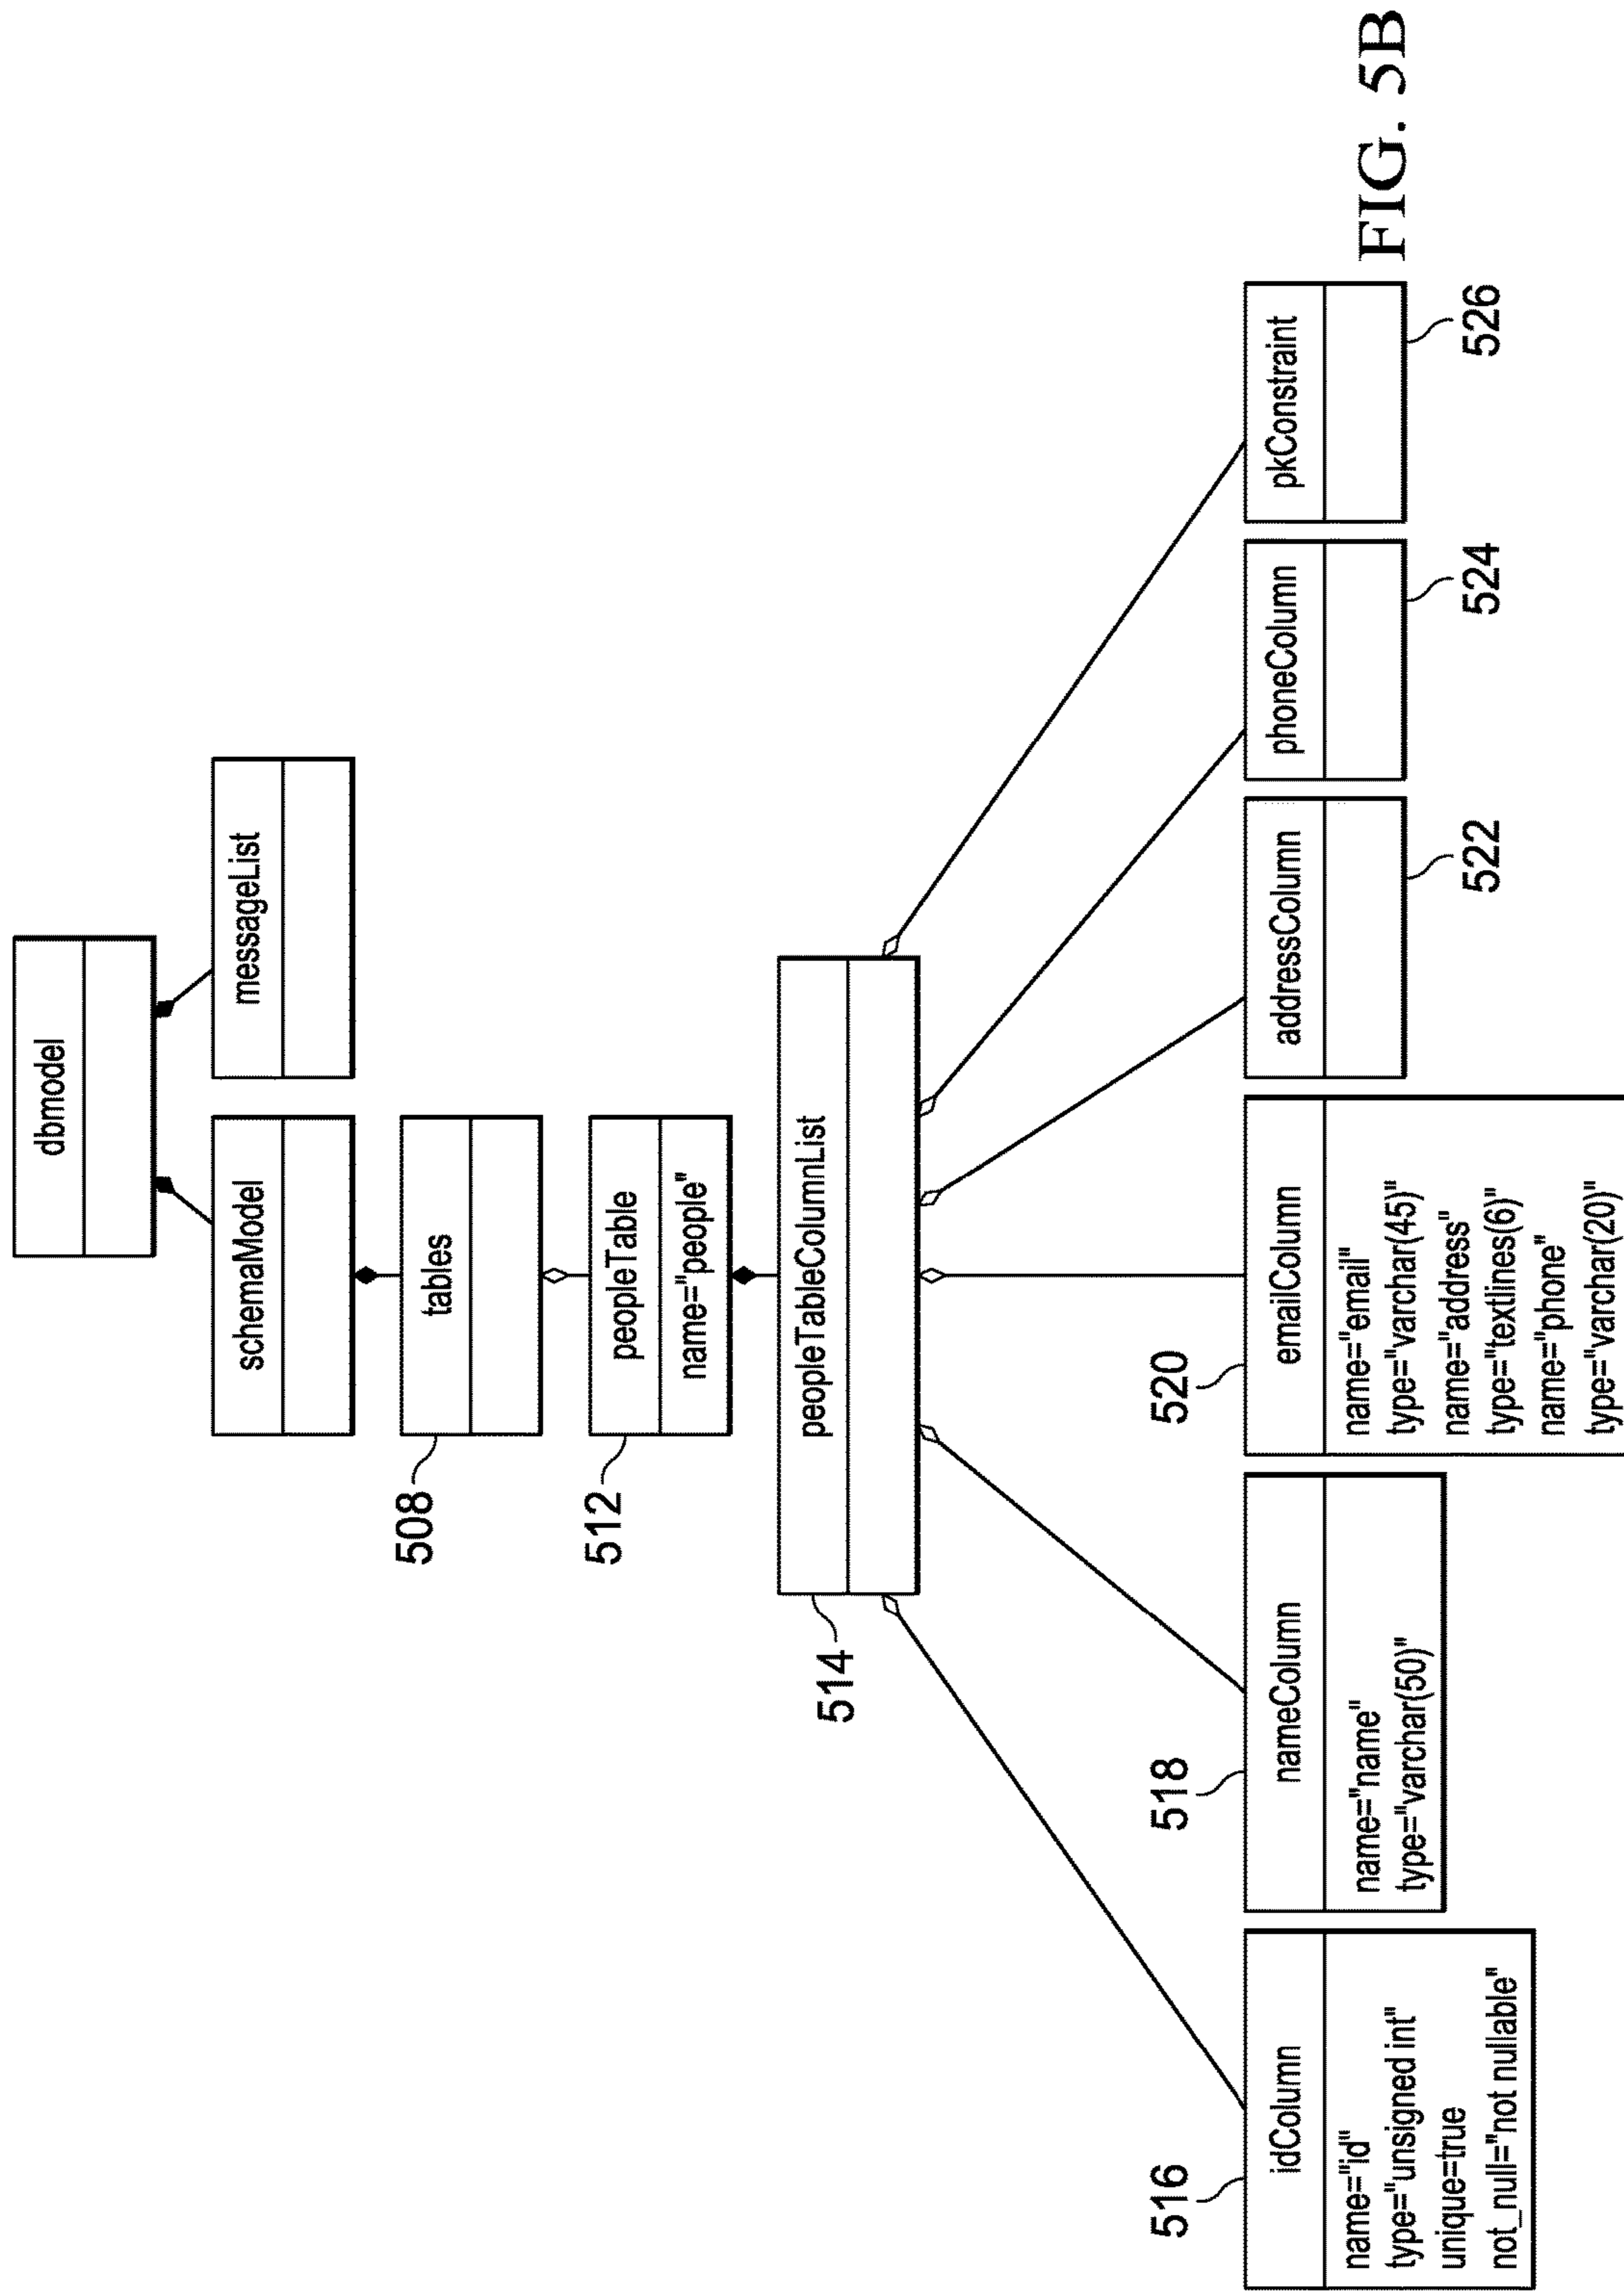 dbmodel
schemaModel
messageList
508
tables
512
peopleTable
name="people"
514
peopleTableColumnList
516
idColumn
name="id"
type="unsigned int"
unique=true
not_null="not nullable"
518
nameColumn
name="name"
type="varchar(50)"
520
emailColumn
name="email"
type="varchar(45)"
name="address"
type="textlines(6)"
name="phone"
type="varchar(20)"
addressColumn
522
phoneColumn
524
pkConstraint
526
FIG. 5B